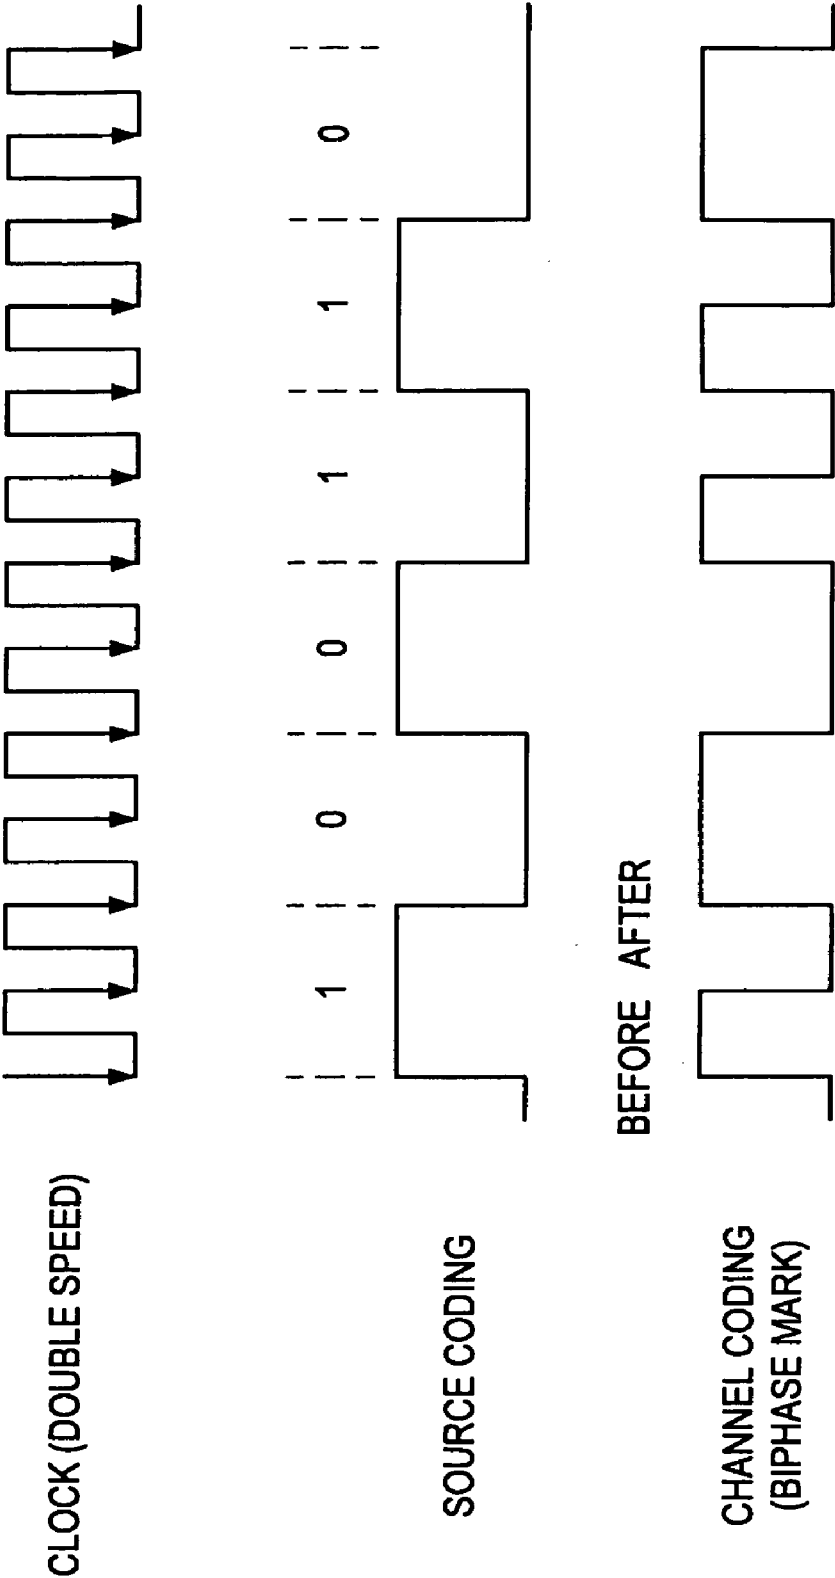 CLOCK (DOUBLE SPEED)
1 0 0 1 1 0
SOURCE CODING
BEFORE AFTER
CHANNEL CODING
(BIPHASE MARK)